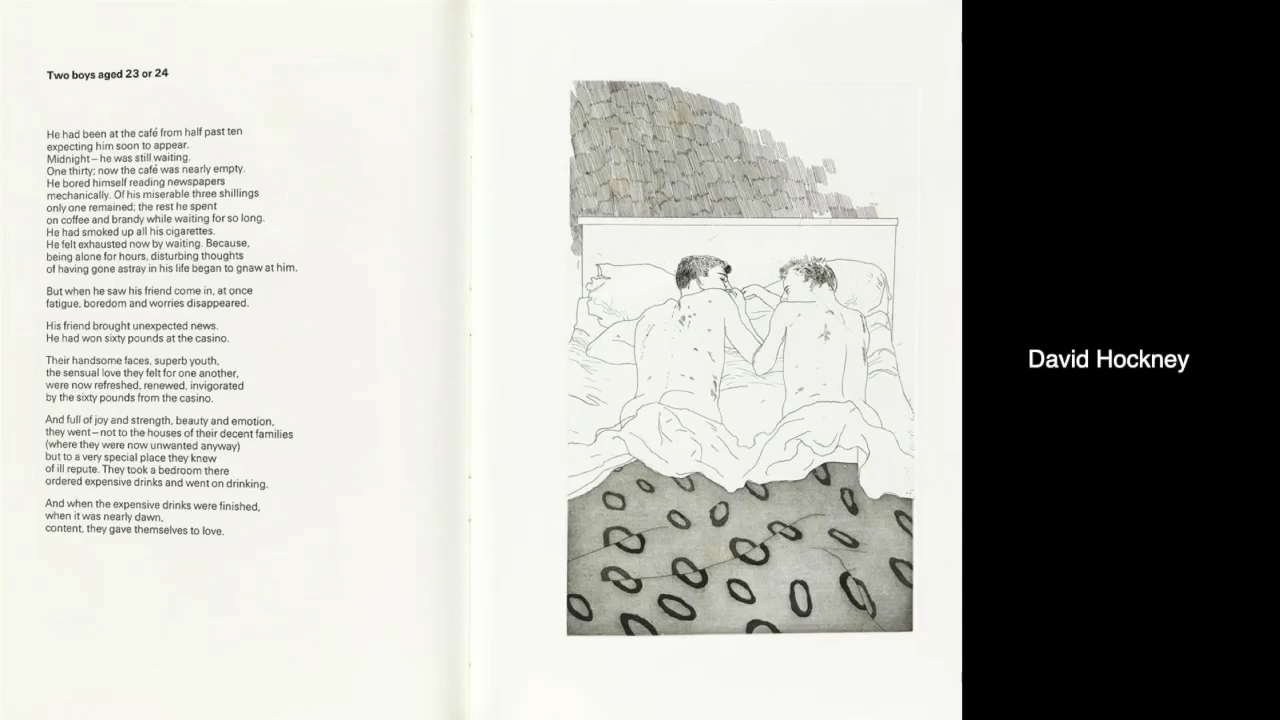 Two boys aged 23 or 24
He had been at the café from half past ten
expecting him soon to appear.
Midnight – he was still waiting.
One thirty; now the café was nearly empty.
He bored himself reading newspapers
mechanically. Of his miserable three shillings
only one remained; the rest he spent
on coffee and brandy while waiting for so long.
He had smoked up all his cigarettes.
He felt exhausted now by waiting. Because,
being alone for hours, disturbing thoughts
of having gone astray in his life began to gnaw at him.
But when he saw his friend come in, at once
fatigue, boredom and worries disappeared.
His friend brought unexpected news.
He had won sixty pounds at the casino.
Their handsome faces, superb youth,
the sensual love they felt for one another,
were now refreshed, renewed, invigorated
by the sixty pounds from the casino.
And full of joy and strength, beauty and emotion,
they went – not to the houses of their decent families
(where they were now unwanted anyway)
but to a very special place they knew
of ill repute. They took a bedroom there
ordered expensive drinks and went on drinking.
And when the expensive drinks were finished,
when it was nearly dawn,
content, they gave themselves to love.
David Hockney